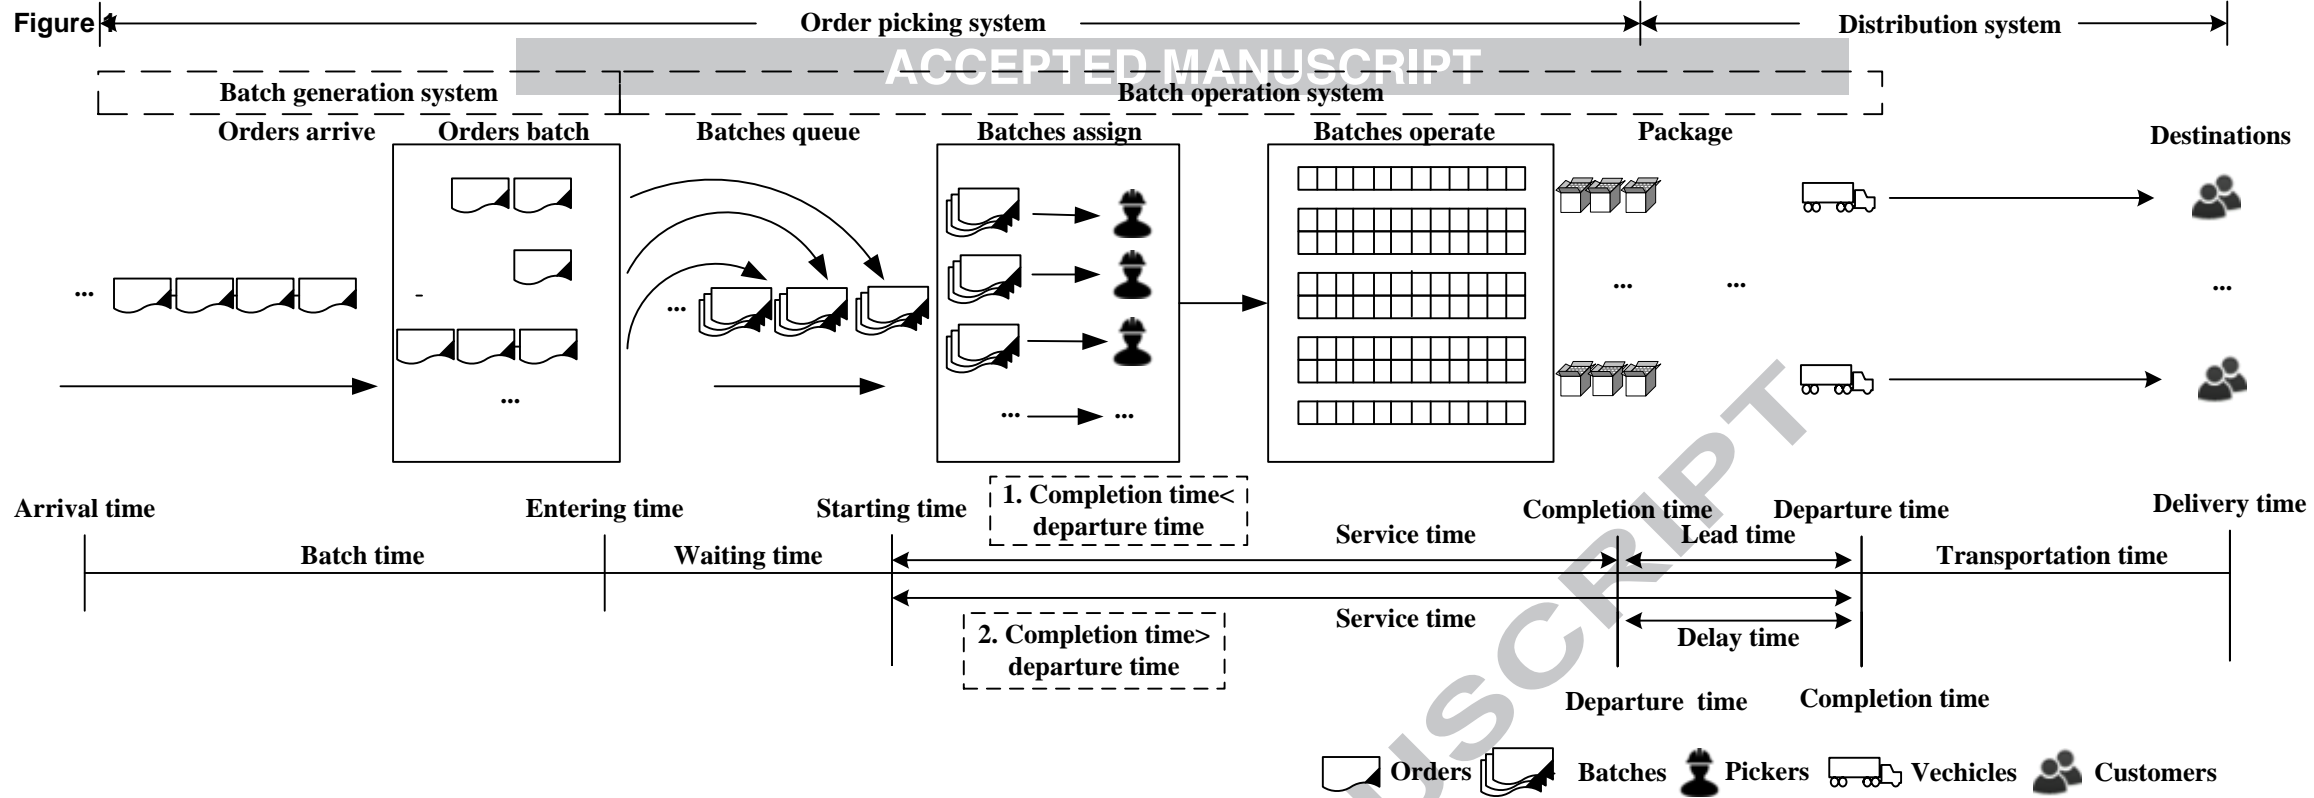 Figure 1
Order picking system
Distribution system
ACCEPTED MANUSCRIPT
Batch generation system
Batch operation system
Orders arrive
Orders batch
Batches queue
Batches assign
Batches operate
Package
Destinations
...
...
...
...
...
...
...
...
Arrival time
Entering time
Starting time
1. Completion time<
departure time
Completion time
Departure time
Delivery time
Batch time
Waiting time
Service time
Lead time
Transportation time
2. Completion time>
departure time
Service time
Delay time
Departure time
Completion time
Orders
Batches
Pickers
Vechicles
Customers
USCRIPT